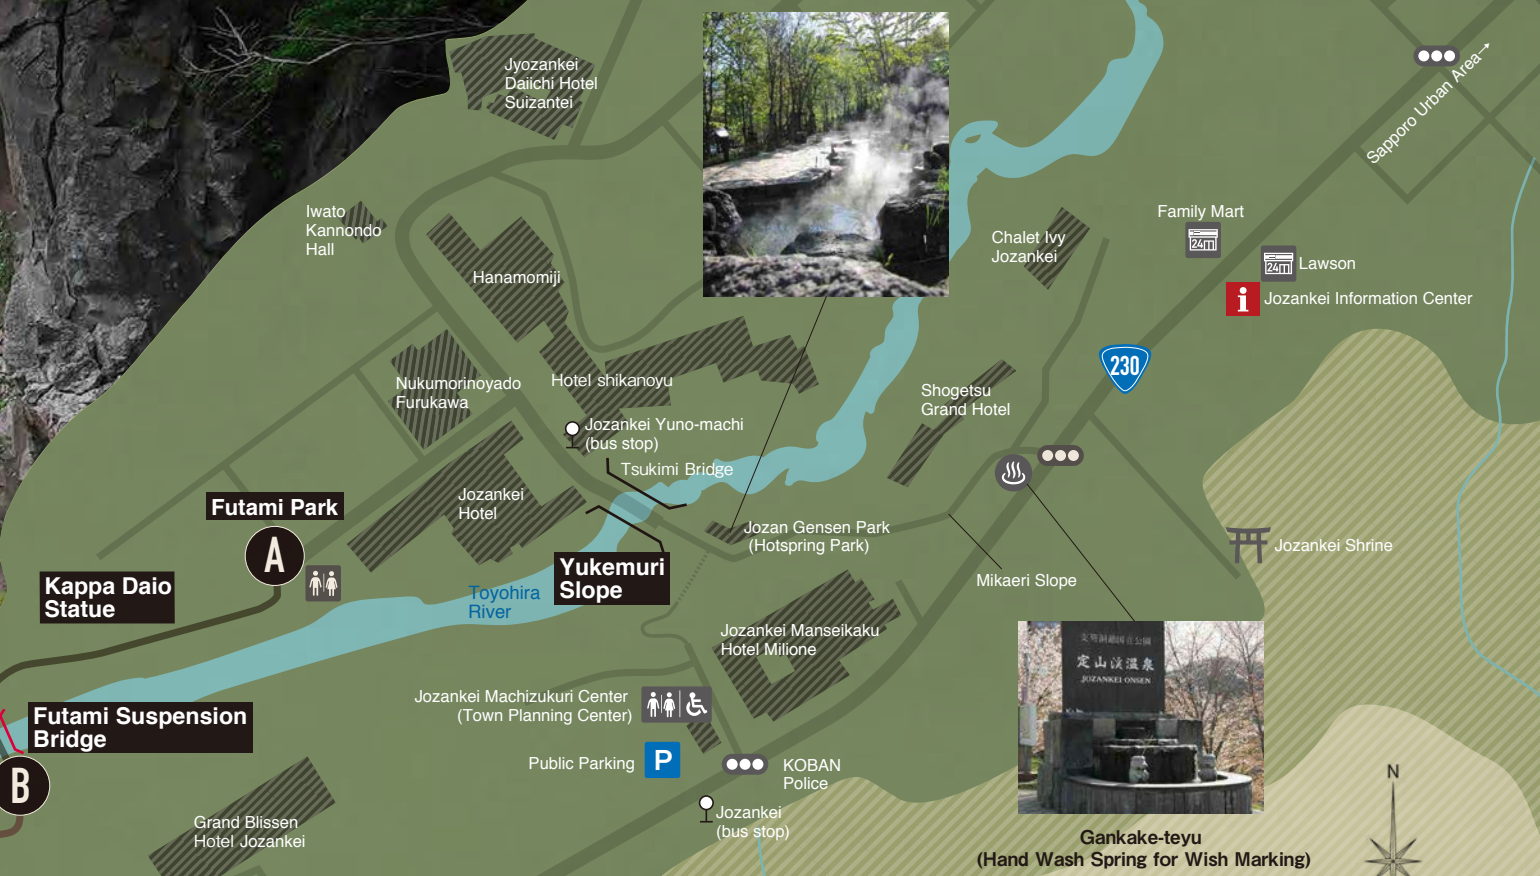 Jyozankei
Daiichi Hotel
Suizantei
Sapporo Urban Area→
Iwato
Kannondo
Hall
Family Mart
24
Chalet Ivy
Jozankei
24
Lawson
Hanamomiji
i
Jozankei Information Center
230
Nukumorinoyado
Furukawa
Hotel shikanoyu
Shogetsu
Grand Hotel
Jozankei Yuno-machi
(bus stop)
Tsukimi Bridge
Jozankei
Hotel
Futami Park
A
Jozan Gensen Park
(Hotspring Park)
Jozankei Shrine
Kappa Daio
Statue
Yukemuri
Slope
Mikaeri Slope
Toyohira
River
Jozankei Manseikaku
Hotel Milione
定山渓温泉
JOZANKEI ONSEN
Jozankei Machizukuri Center
(Town Planning Center)
Futami Suspension
Bridge
B
Public Parking
P
KOBAN
Police
Jozankei
(bus stop)
Grand Blissen
Hotel Jozankei
Gankake-teyu
(Hand Wash Spring for Wish Marking)
N